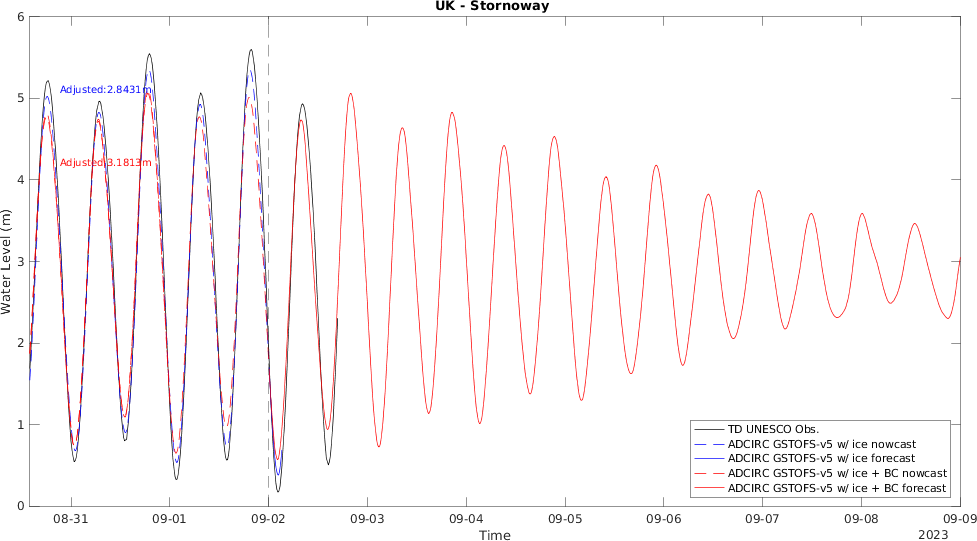 UK - Stornoway
Water Level (m)
6
5
4
3
2
1
0
Adjusted:2.8431m
Adjusted:3.1813m
TD UNESCO Obs.
ADCIRC GSTOFS-v5 w/ ice nowcast
ADCIRC GSTOFS-v5 w/ ice forecast
ADCIRC GSTOFS-v5 w/ ice + BC nowcast
ADCIRC GSTOFS-v5 w/ ice + BC forecast
08-31 09-01 09-02 09-03 09-04 09-05 09-06 09-07 09-08 09-09
Time
2023